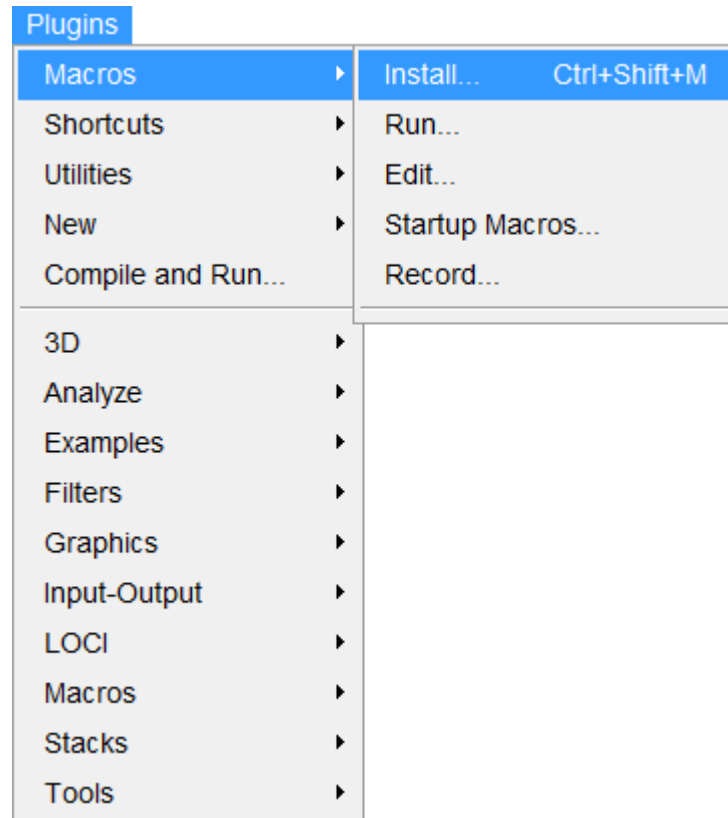 Plugins
Macros
Install... Ctrl+Shift+M
Shortcuts
Run...
Utilities
Edit...
New
Startup Macros...
Compile and Run...
Record...
3D
Analyze
Examples
Filters
Graphics
Input-Output
LOCI
Macros
Stacks
Tools